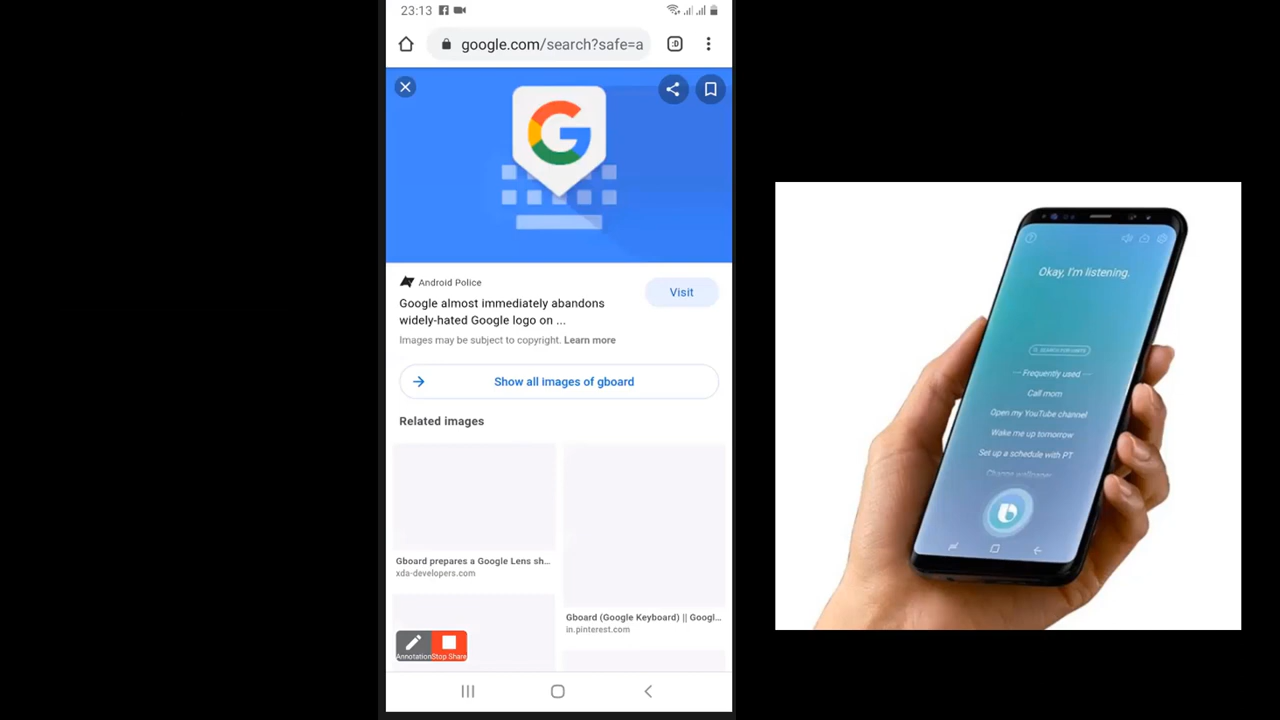 23:13
google.com/search?safe=a
:D
G
Android Police
Visit
Google almost immediately abandons
widely-hated Google logo on ...
Images may be subject to copyright. Learn more
Show all images of gboard
Related images
Gboard prepares a Google Lens sh...
xda-developers.com
Gboard (Google Keyboard) || Googl...
in.pinterest.com
Annotation
Stop Share
Okay, I'm listening.
Frequently used
Call mom
Open my YouTube channel
Wake me up tomorrow
Set up a schedule with PT
Change wallpaper